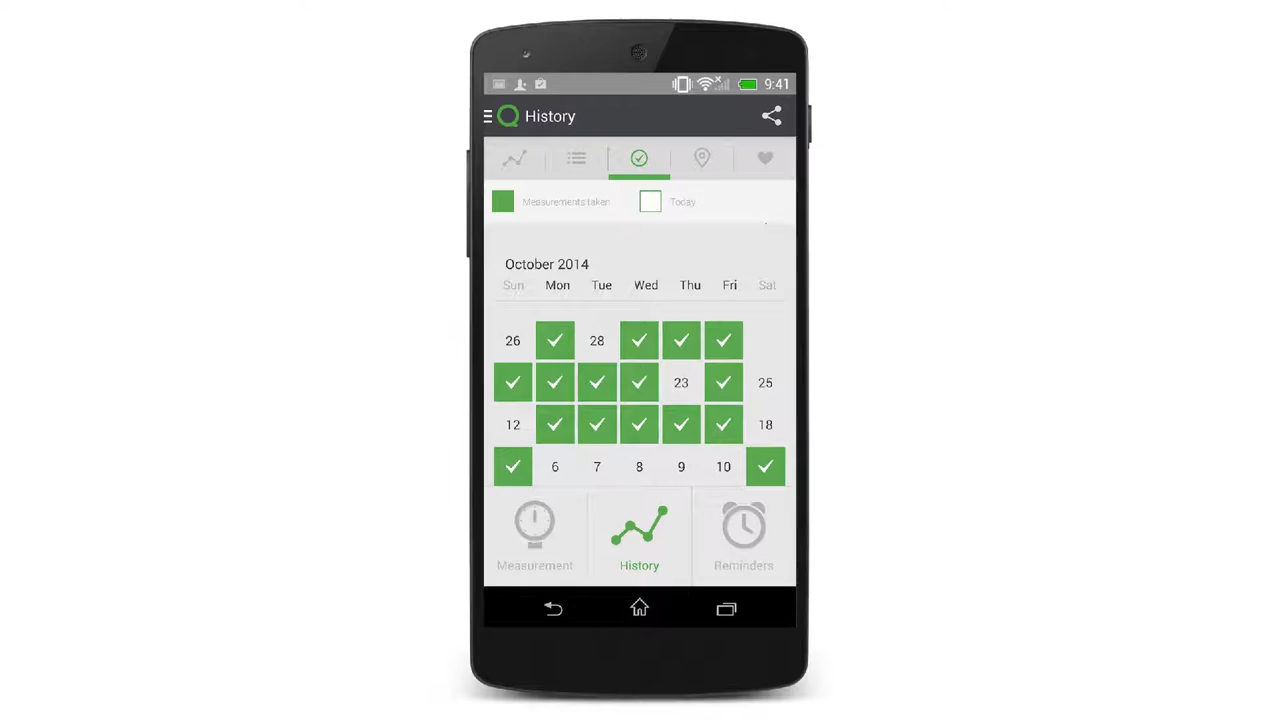 9:41
History
Measurements taken Today
October 2014
Sun Mon Tue Wed Thu Fri Sat
26 28
23 25
12 18
6 7 8 9 10
Measurement History Reminders